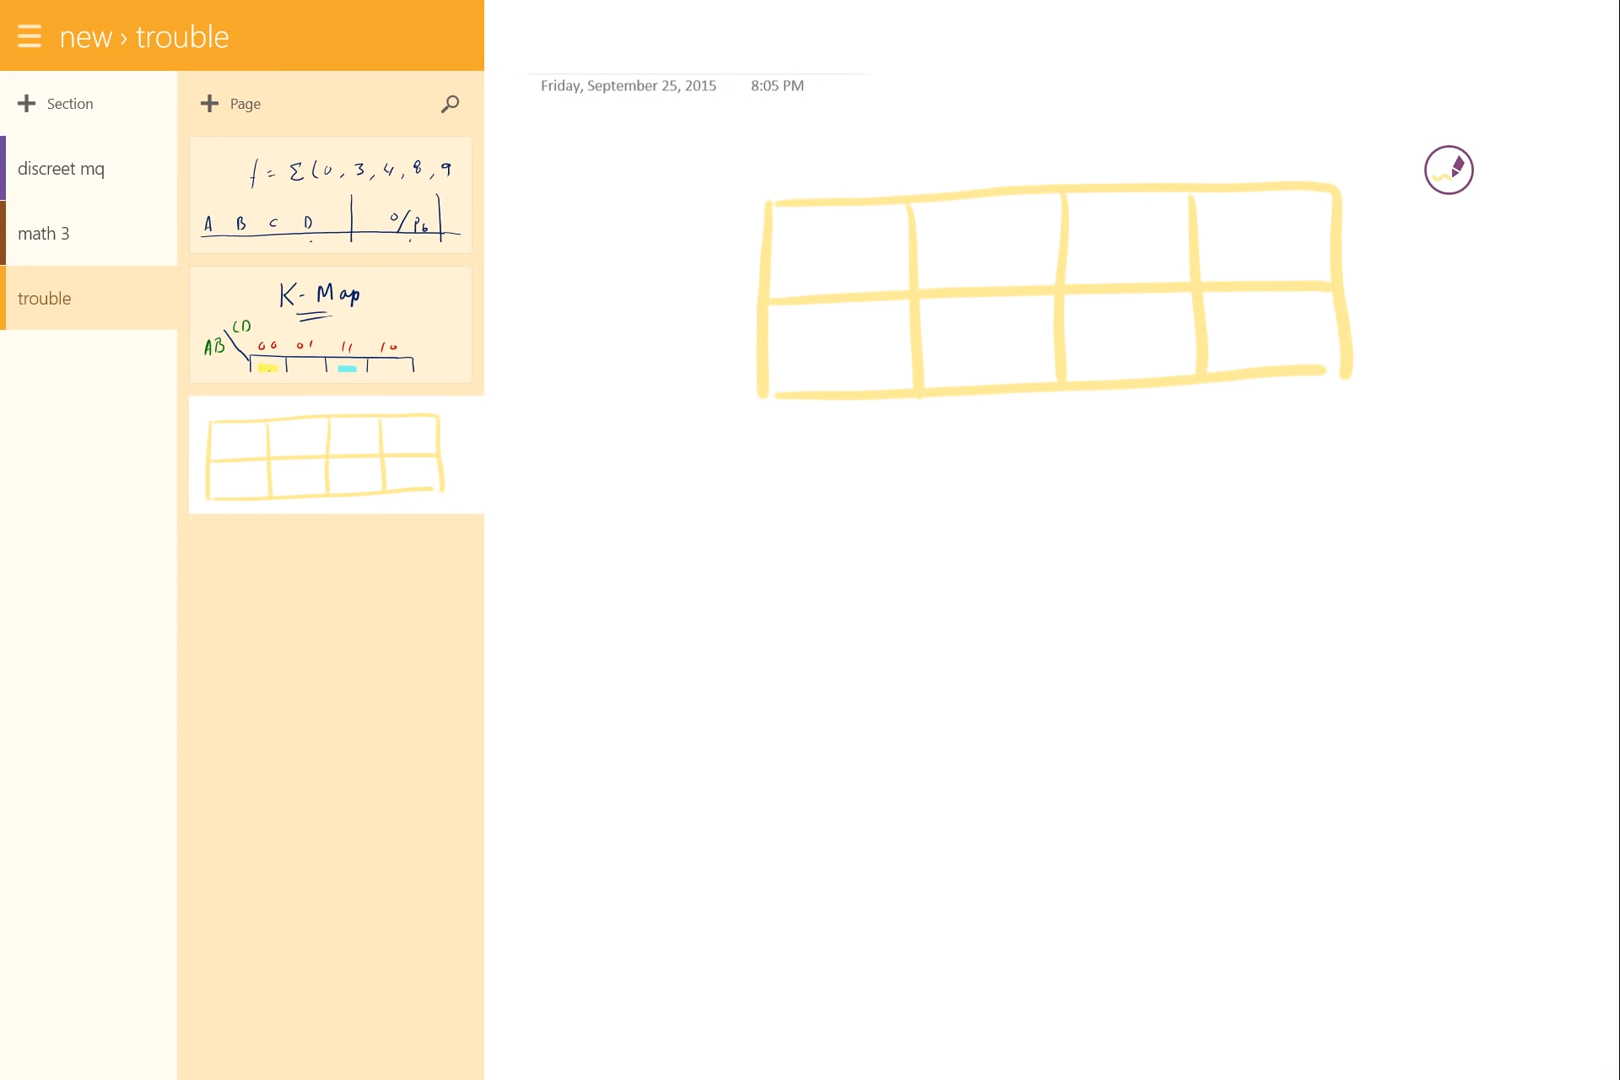 new › trouble
Section
Page
discreet mq
math 3
trouble
f = Σ(0, 3, 4, 8, 9
A B C D O/Pb
K-Map
CD
AB 00 01 11 10
Friday, September 25, 2015 8:05 PM